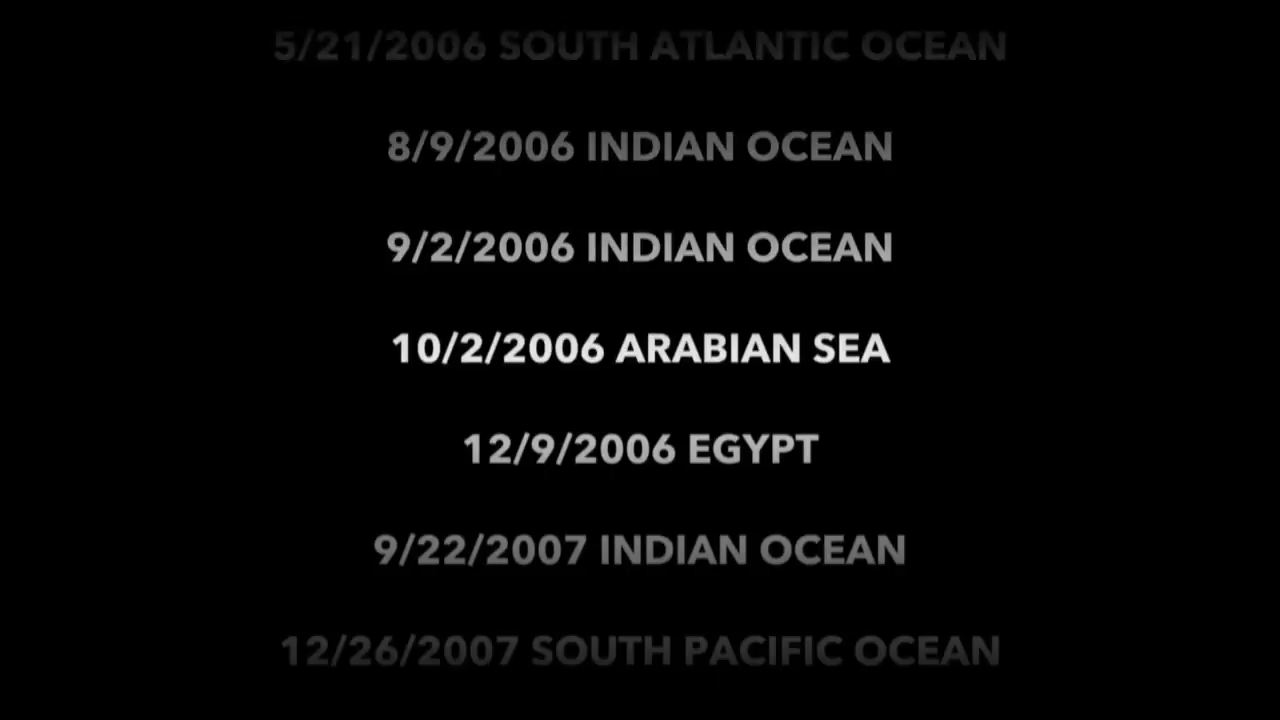 5/21/2006 SOUTH ATLANTIC OCEAN
8/9/2006 INDIAN OCEAN
9/2/2006 INDIAN OCEAN
10/2/2006 ARABIAN SEA
12/9/2006 EGYPT
9/22/2007 INDIAN OCEAN
12/26/2007 SOUTH PACIFIC OCEAN